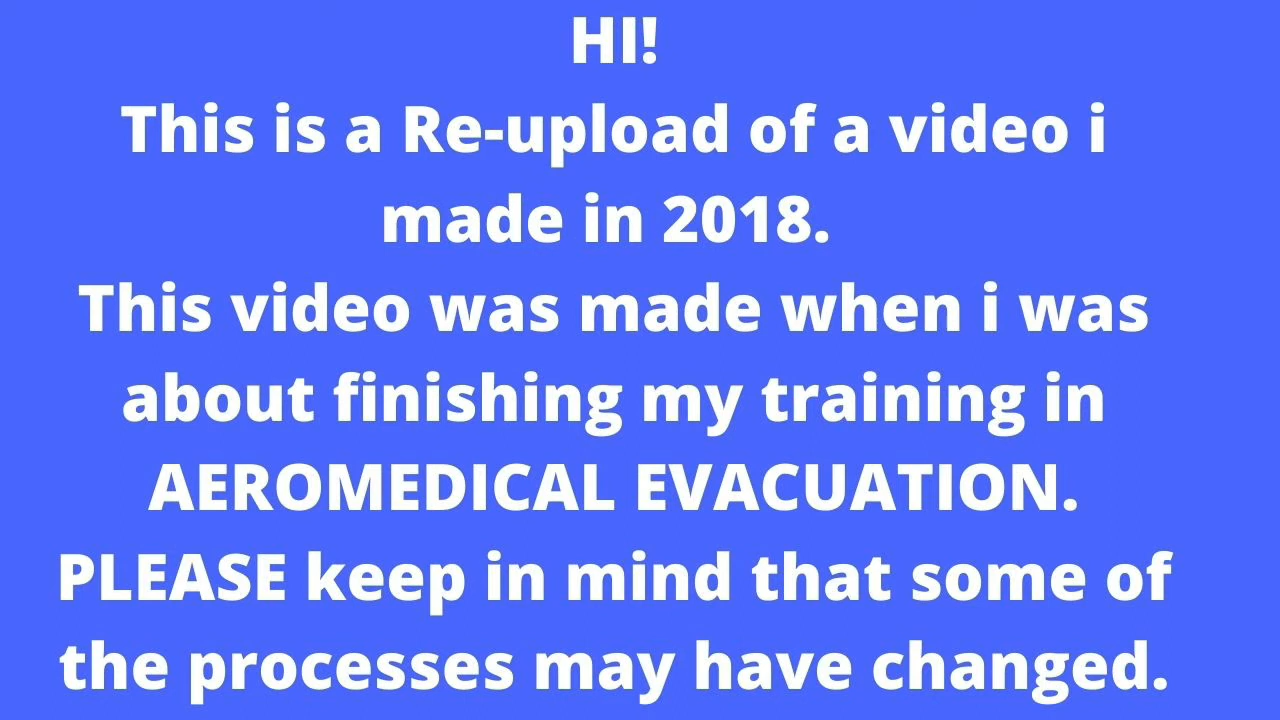 HI!
This is a Re-upload of a video i
made in 2018.
This video was made when i was
about finishing my training in
AEROMEDICAL EVACUATION.
PLEASE keep in mind that some of
the processes may have changed.